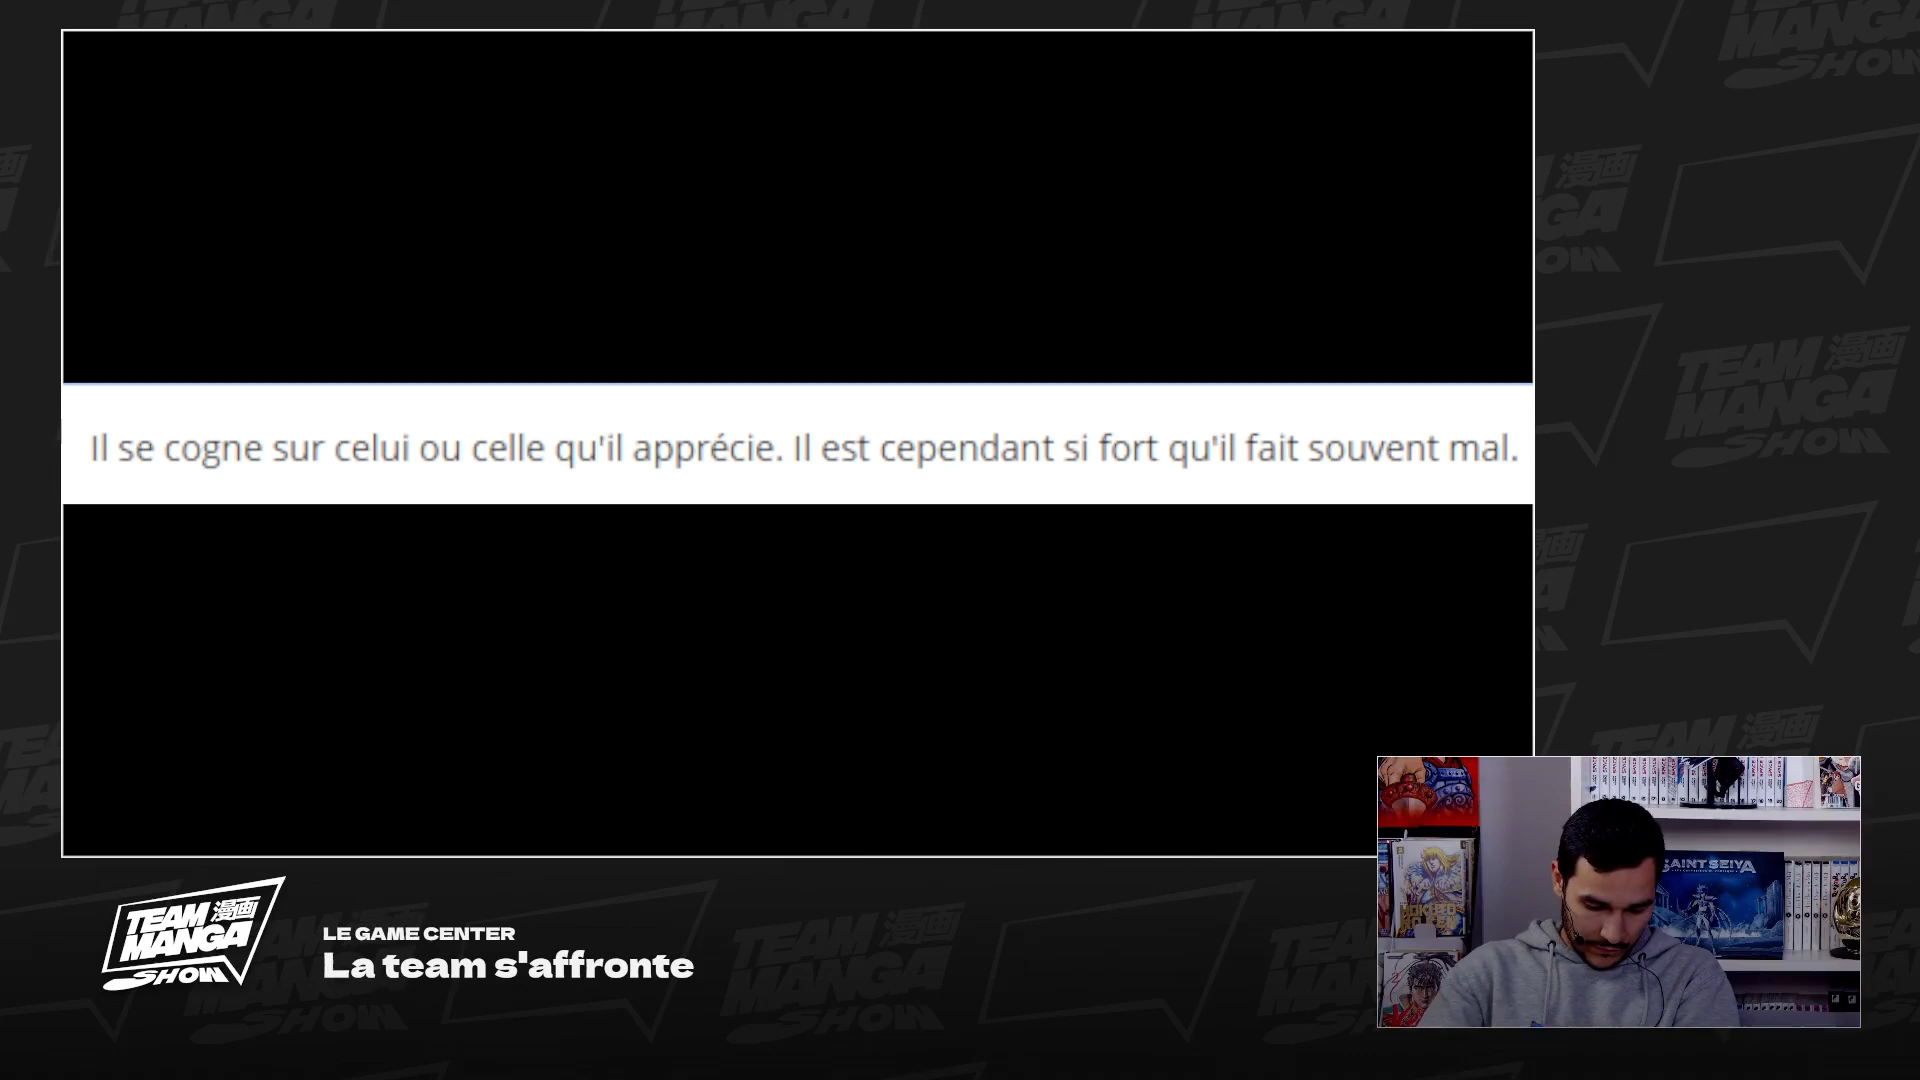 Il se cogne sur celui ou celle qu'il apprécie. Il est cependant si fort qu'il fait souvent mal.
TEAM 漫画
MANGA
SHOW
LE GAME CENTER
La team s'affronte
SAINT SEIYA